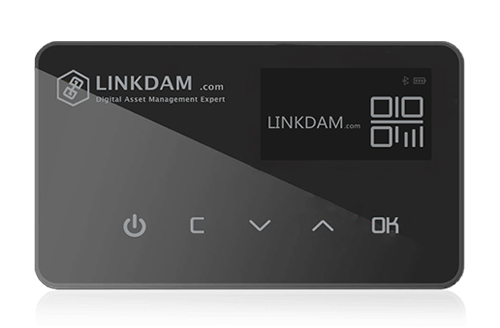 LINKDAM .com
Digital Asset Management Expert
LINKDAM.com
C
OK